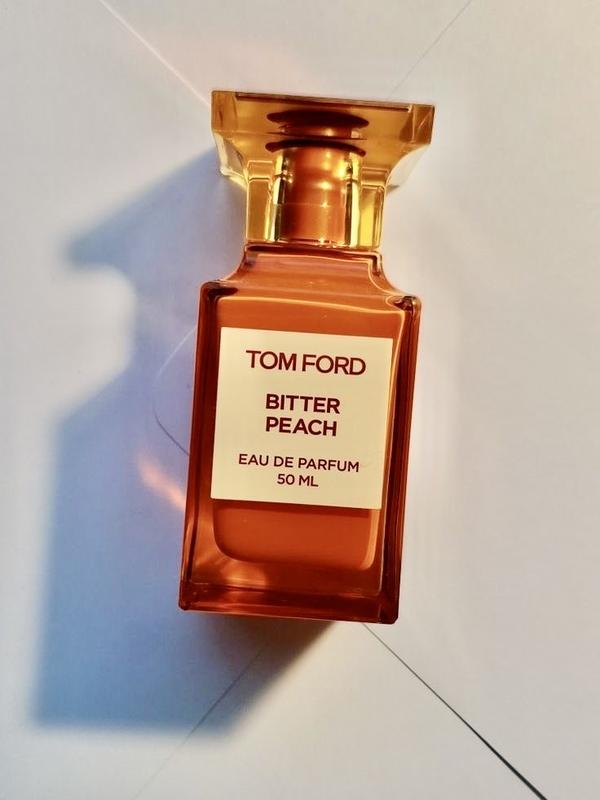 TOM FORD
BITTER
PEACH
EAU DE PARFUM
50 ML